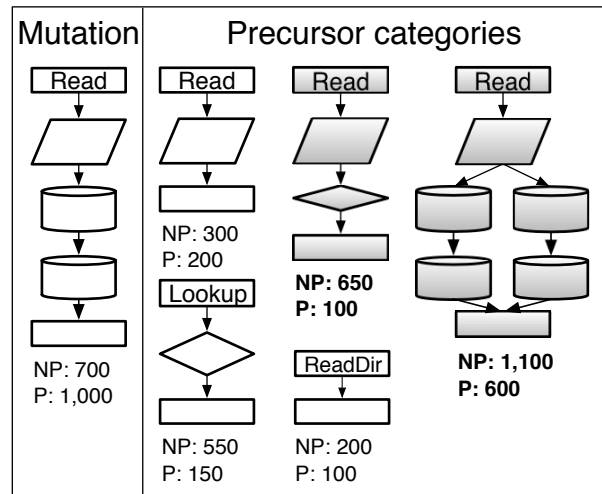 Mutation
Precursor categories
Read
NP: 700
P: 1,000
Read
NP: 300
P: 200
Read
NP: 650
P: 100
Read
NP: 1,100
P: 600
Lookup
NP: 550
P: 150
ReadDir
NP: 200
P: 100